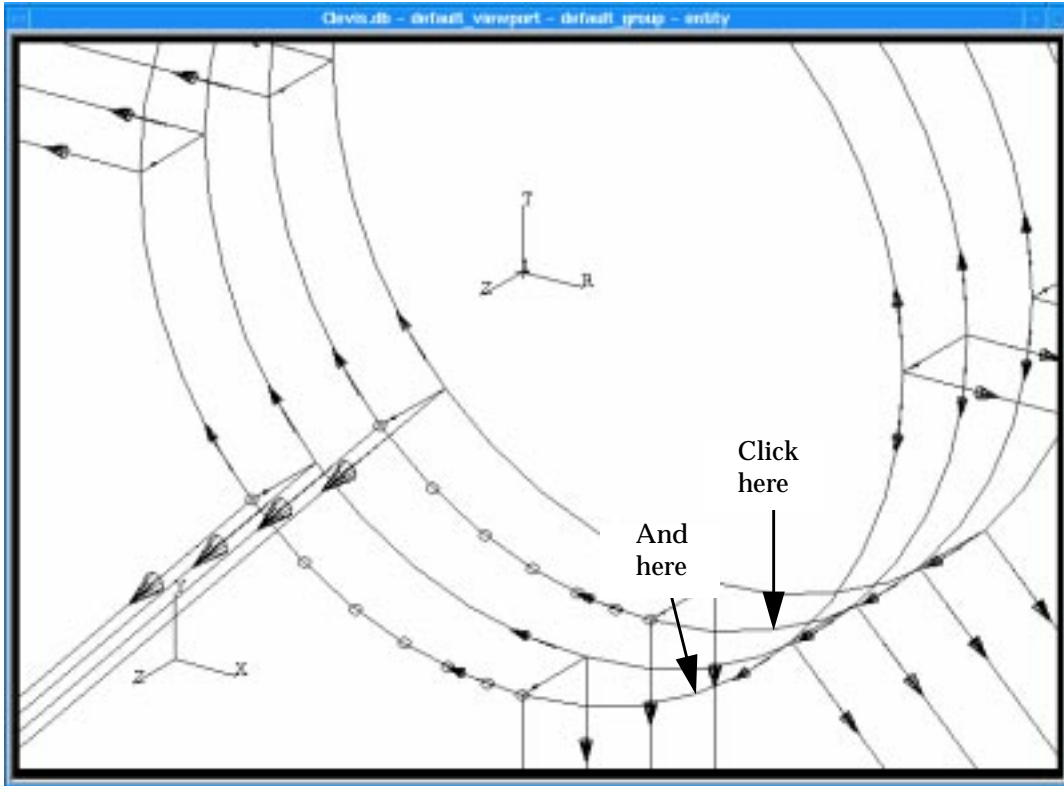 Clevis.db - default_viewport - default_group - entity
T
R
Z
Click
here
And
here
Y
X
Z